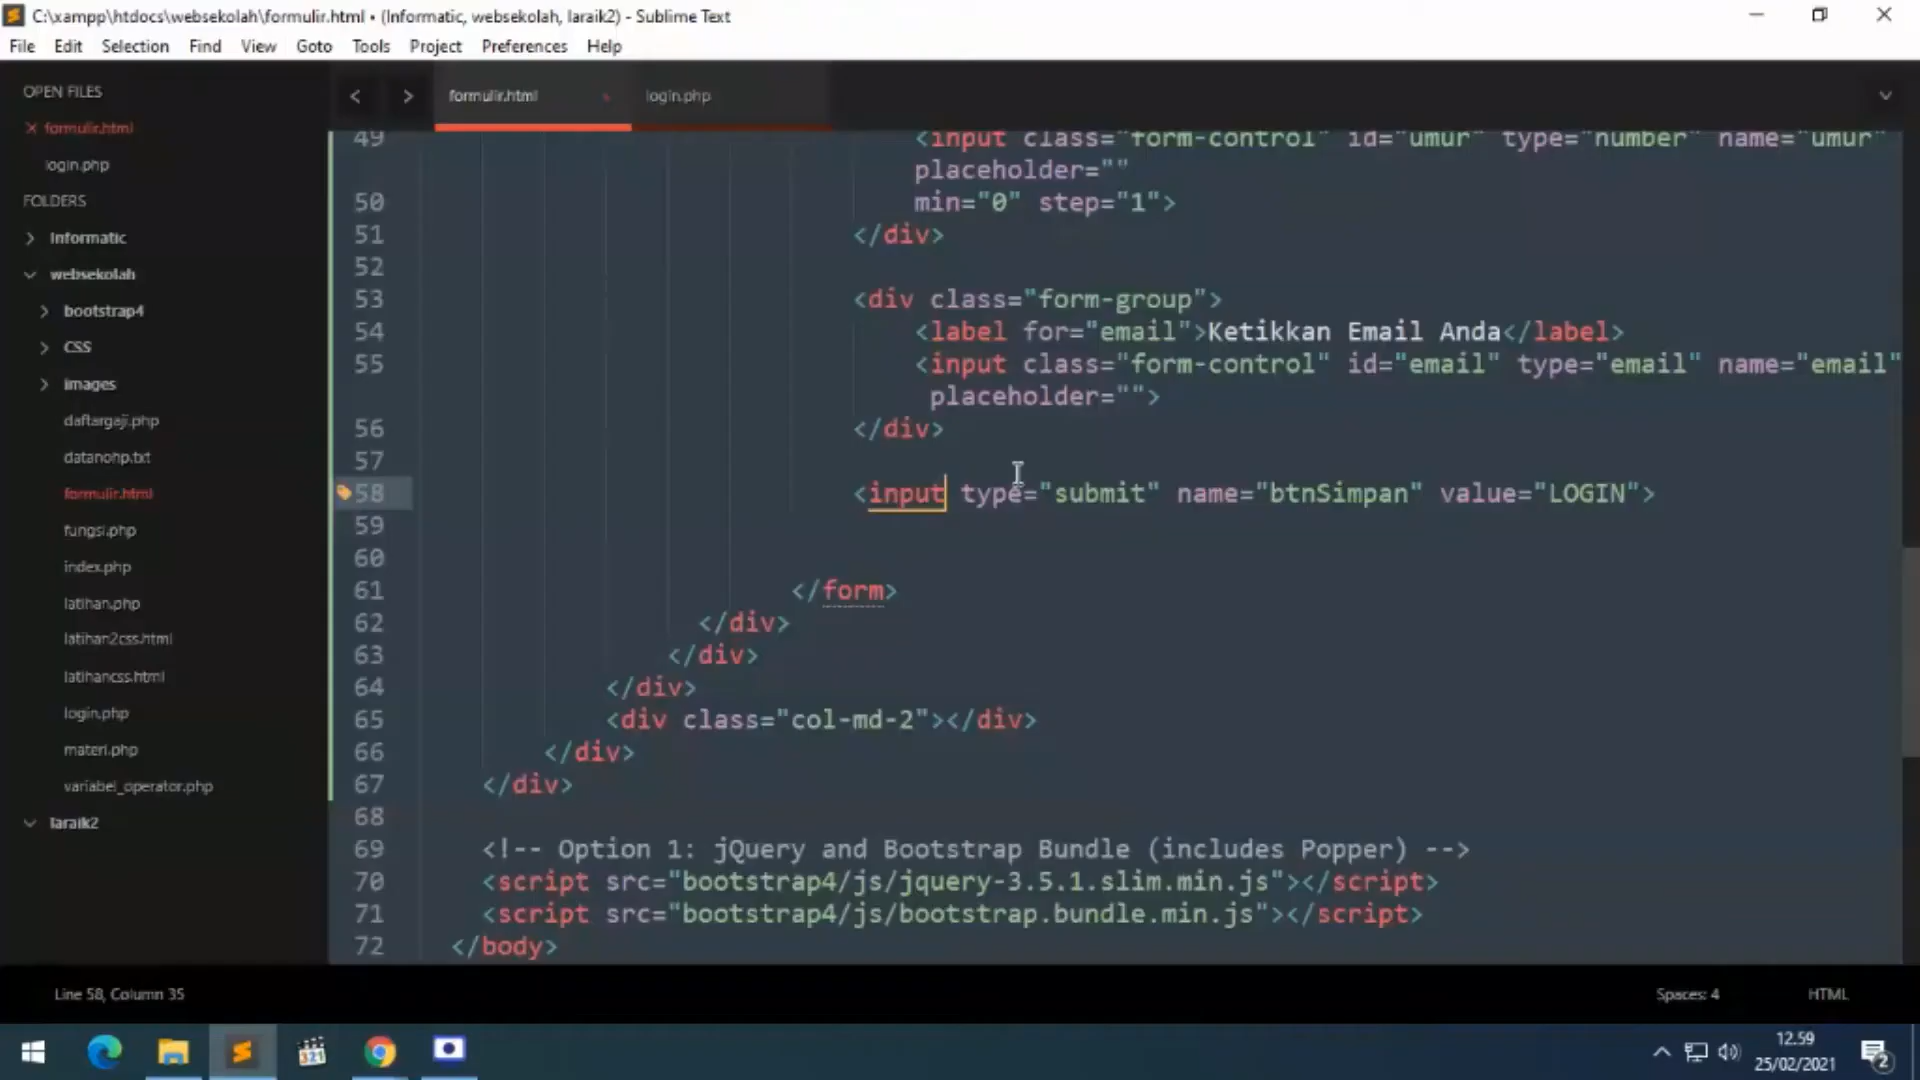 C:\xampp\htdocs\websekolah\formulir.html • (Informatic, websekolah, laraik2) - Sublime Text
File Edit Selection Find View Goto Tools Project Preferences Help
OPEN FILES
formulir.html
login.php
FOLDERS
Informatic
websekolah
bootstrap4
CSS
images
daftargaji.php
datanohp.txt
formulir.html
fungsi.php
index.php
latihan.php
latihan2css.html
latihancss.html
login.php
materi.php
variabel_operator.php
laraik2
formulir.html login.php
49 <input class="form-control" id="umur" type="number" name="umur"
placeholder=""
50 min="0" step="1">
51 </div>
52
53 <div class="form-group">
54 <label for="email">Ketikkan Email Anda</label>
55 <input class="form-control" id="email" type="email" name="email"
placeholder="">
56 </div>
57
58 <input type="submit" name="btnSimpan" value="LOGIN">
59
60
61 </form>
62 </div>
63 </div>
64 </div>
65 <div class="col-md-2"></div>
66 </div>
67 </div>
68
69 <!-- Option 1: jQuery and Bootstrap Bundle (includes Popper) -->
70 <script src="bootstrap4/js/jquery-3.5.1.slim.min.js"></script>
71 <script src="bootstrap4/js/bootstrap.bundle.min.js"></script>
72 </body>
Line 58, Column 35 Spaces: 4 HTML
321
12.59
25/02/2021
2